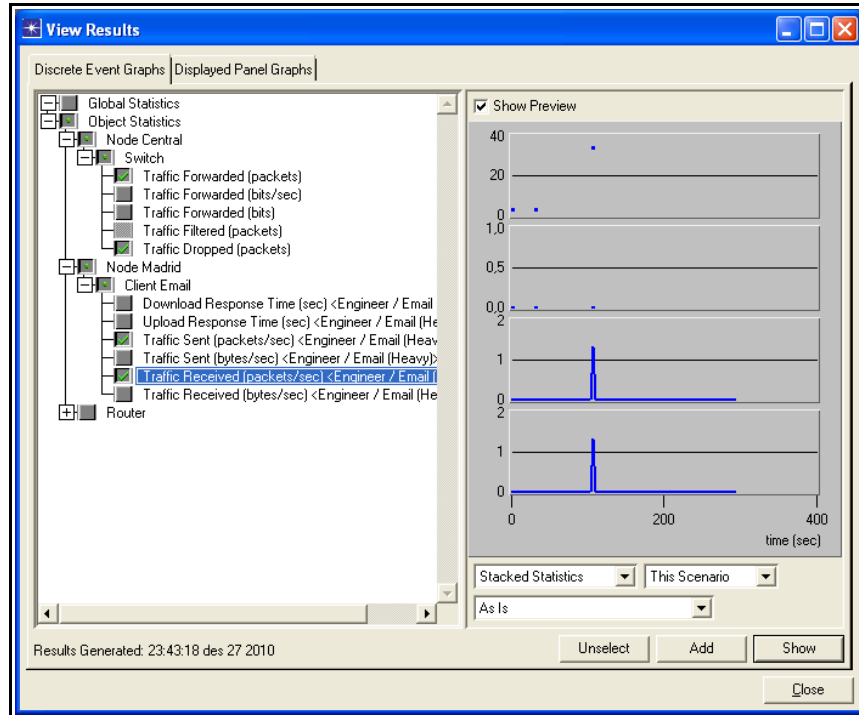 View Results
Discrete Event Graphs
Displayed Panel Graphs
Global Statistics
Object Statistics
Node Central
Switch
Traffic Forwarded (packets)
Traffic Forwarded (bits/sec)
Traffic Forwarded (bits)
Traffic Filtered (packets)
Traffic Dropped (packets)
Node Madrid
Client Email
Download Response Time (sec) <Engineer / Email
Upload Response Time (sec) <Engineer / Email (He
Traffic Sent (packets/sec) <Engineer / Email (Heav
Traffic Sent (bytes/sec) <Engineer / Email (Heavy)>
Traffic Received (packets/sec) <Engineer / Email (
Traffic Received (bytes/sec) <Engineer / Email (He
Router
Show Preview
40
20
0
1,0
0,5
0,0
2
1
0
2
1
0
0 200 400
time (sec)
Stacked Statistics
This Scenario
As Is
Results Generated: 23:43:18 des 27 2010
Unselect
Add
Show
Close